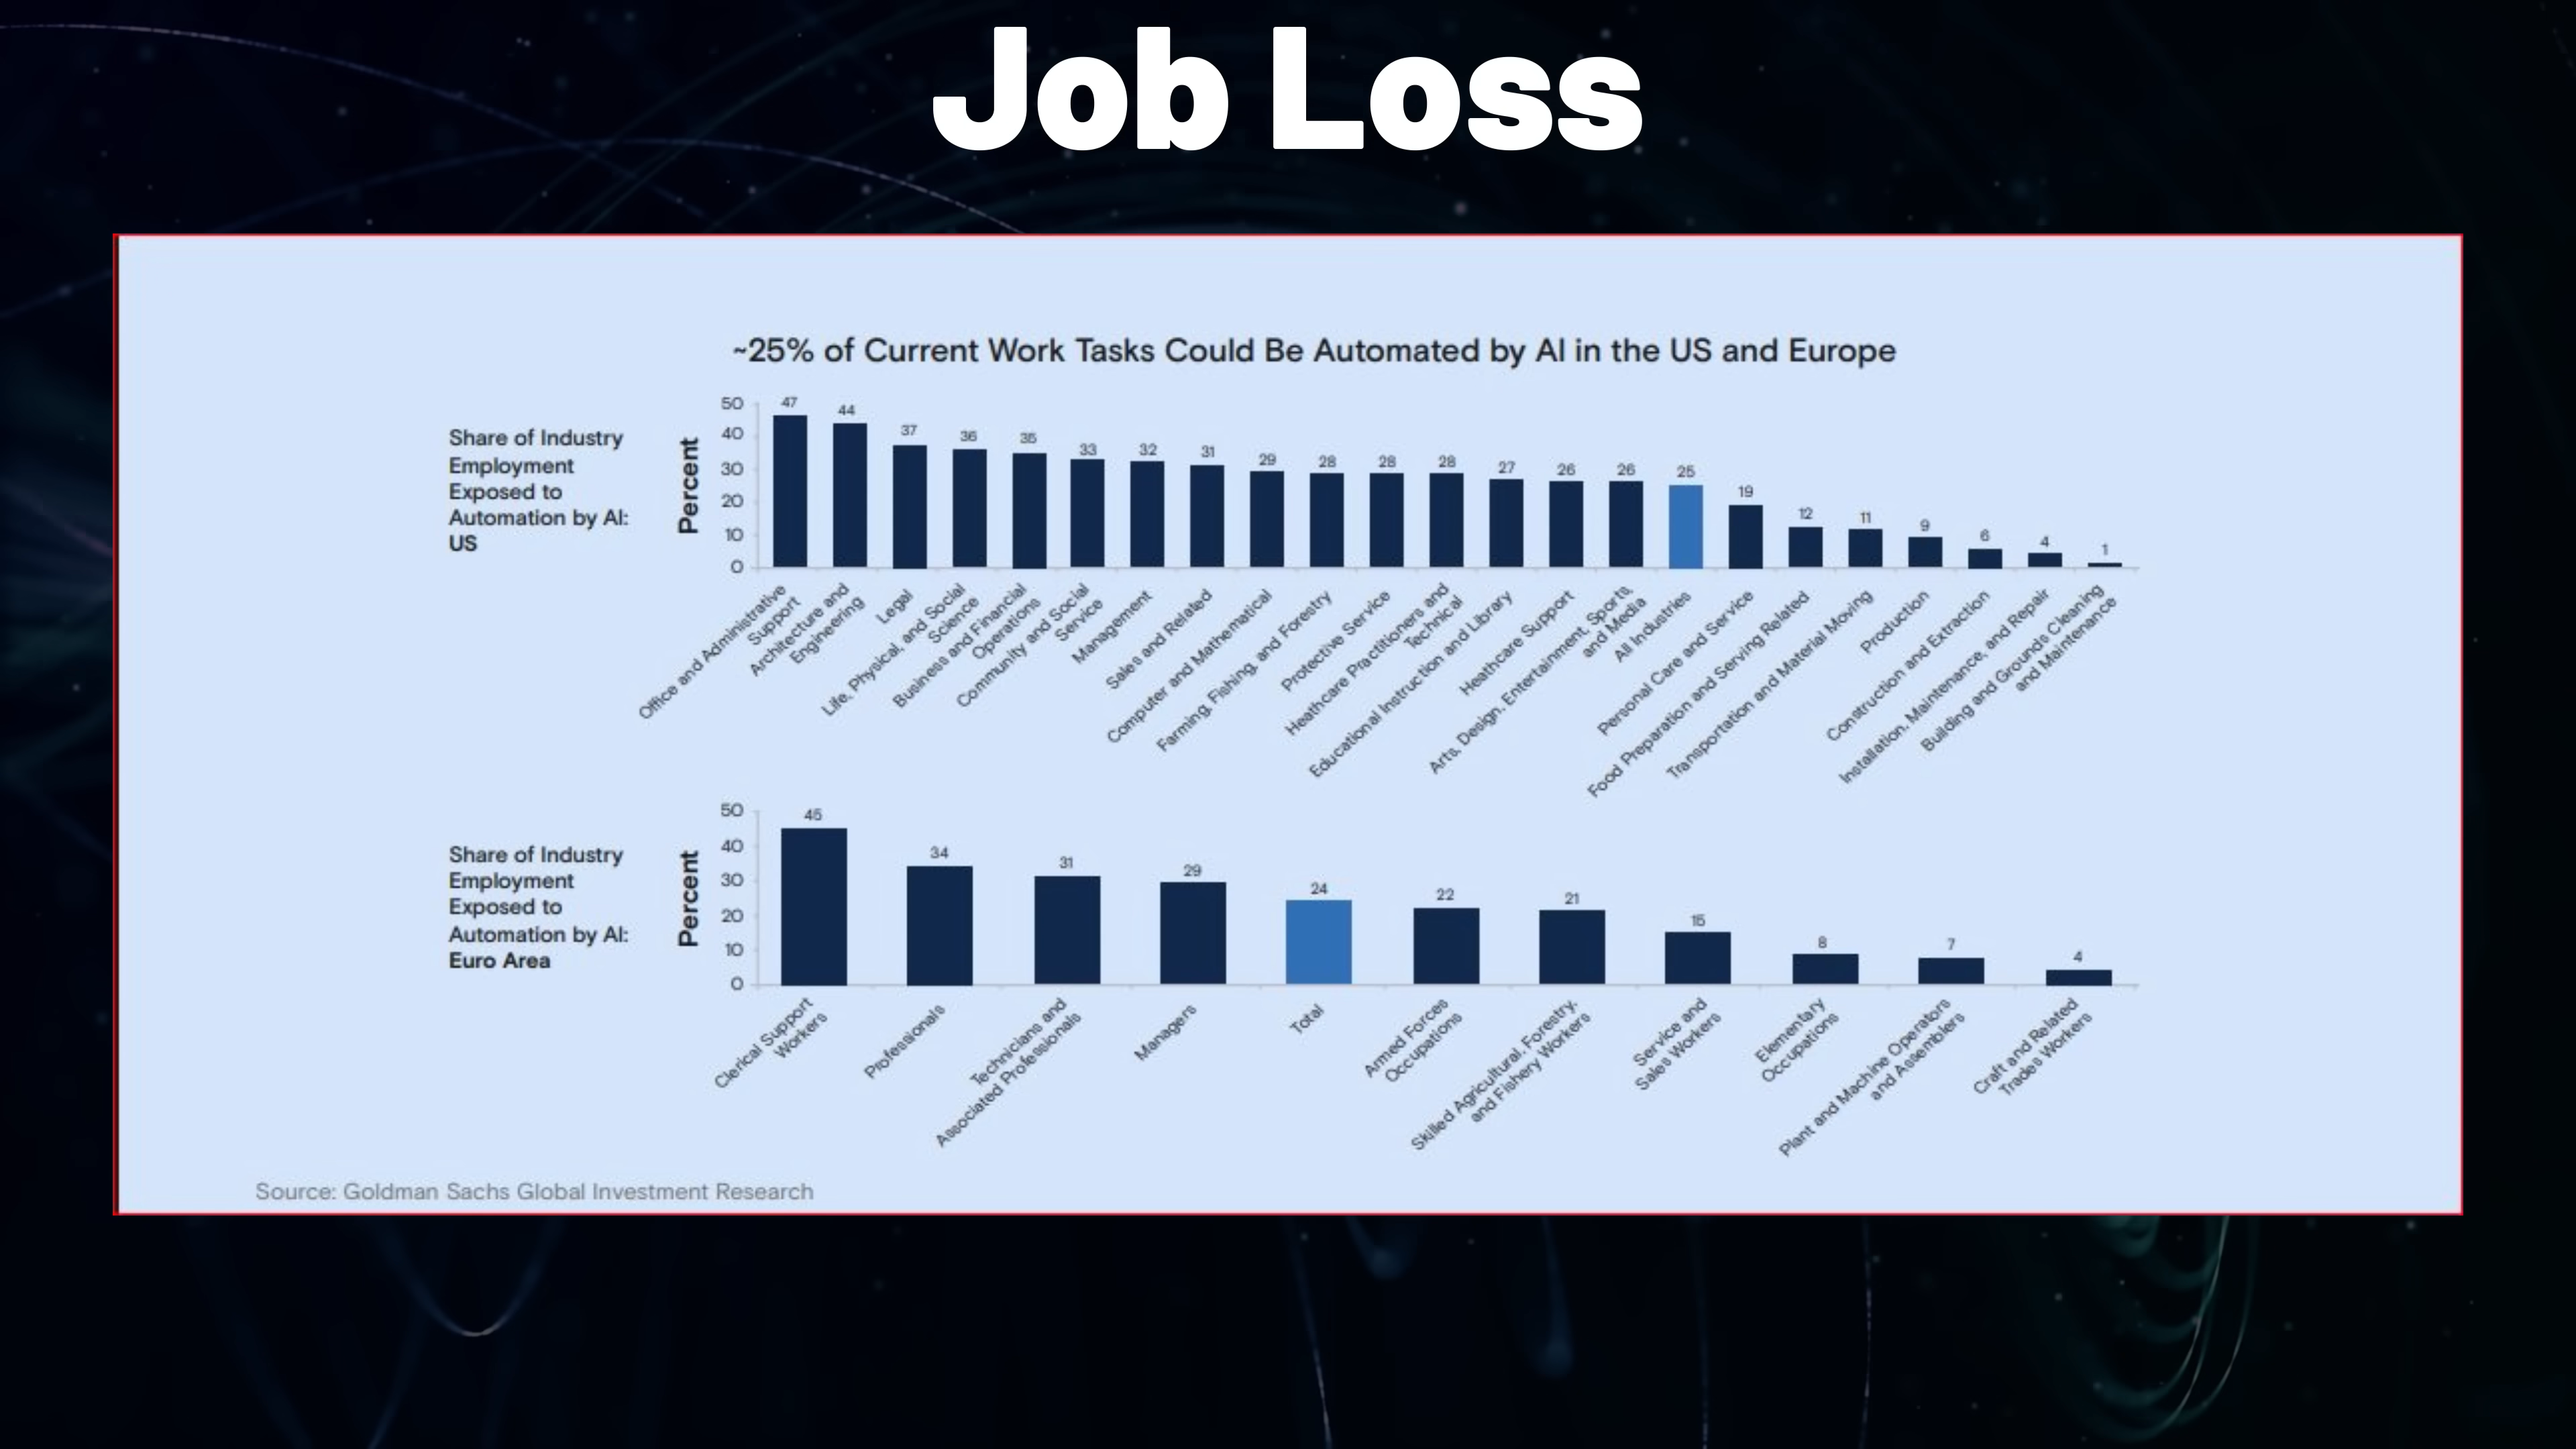 Job Loss
~25% of Current Work Tasks Could Be Automated by AI in the US and Europe
Share of Industry
Employment
Exposed to
Automation by AI:
US
Percent
50
40
30
20
10
0
47
44
37
36
35
33
32
31
29
28
28
28
27
26
26
25
19
12
11
9
6
4
1
Office and Administrative
Support
Architecture and
Engineering
Legal
Life, Physical, and Social
Science
Business and Financial
Operations
Community and Social
Service
Management
Sales and Related
Computer and Mathematical
Farming, Fishing, and Forestry
Protective Service
Heathcare Practitioners and
Technical
Educational Instruction and Library
Heathcare Support
Arts, Design, Entertainment, Sports,
and Media
All Industries
Personal Care and Service
Food Preparation and Serving Related
Transportation and Material Moving
Production
Construction and Extraction
Installation, Maintenance, and Repair
Building and Grounds Cleaning
and Maintenance
Share of Industry
Employment
Exposed to
Automation by AI:
Euro Area
Percent
50
40
30
20
10
0
45
34
31
29
24
22
21
15
8
7
4
Clerical Support
Workers
Professionals
Technicians and
Associated Professionals
Managers
Total
Armed Forces
Occupations
Skilled Agricultural, Forestry,
and Fishery Workers
Service and
Sales Workers
Elementary
Occupations
Plant and Machine Operators
and Assemblers
Craft and Related
Trades Workers
Source: Goldman Sachs Global Investment Research